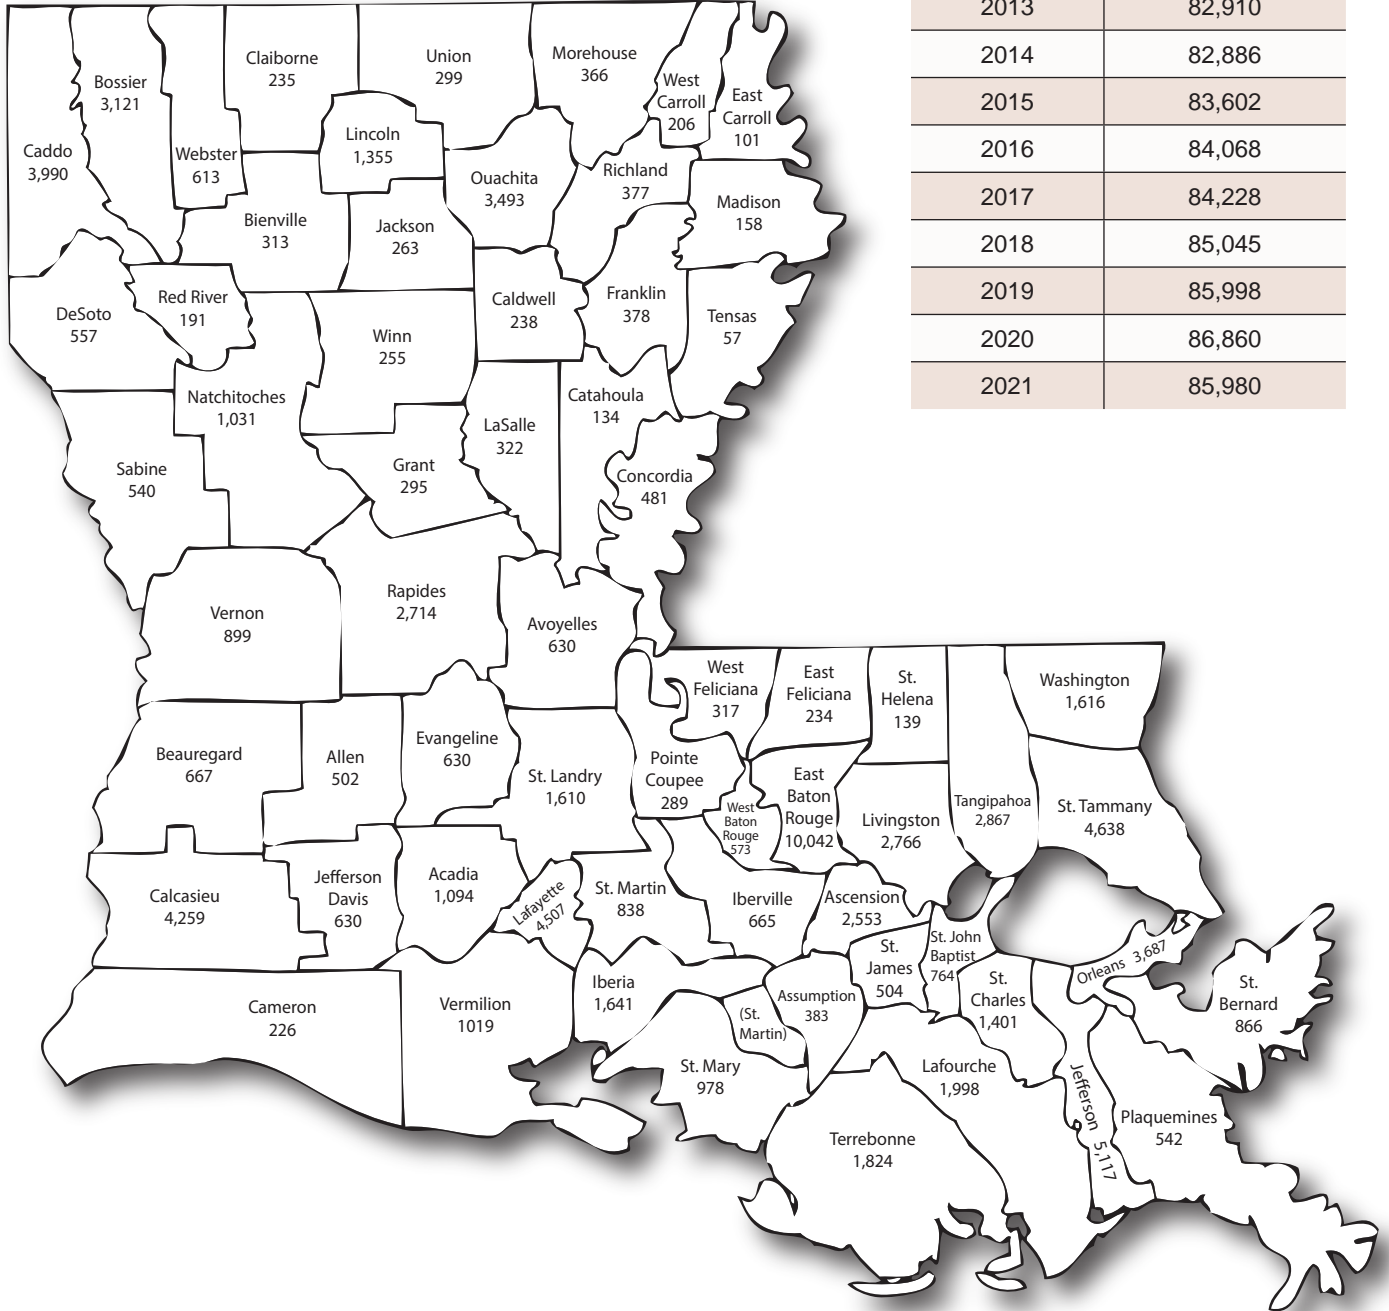 2013 82,910
2014 82,886
2015 83,602
2016 84,068
2017 84,228
2018 85,045
2019 85,998
2020 86,860
2021 85,980
Caddo
3,990
Bossier
3,121
Webster
613
Claiborne
235
Union
299
Morehouse
366
West
Carroll
206
East
Carroll
101
Lincoln
1,355
Ouachita
3,493
Richland
377
Madison
158
Bienville
313
Jackson
263
DeSoto
557
Red River
191
Winn
255
Caldwell
238
Franklin
378
Tensas
57
Natchitoches
1,031
LaSalle
322
Catahoula
134
Sabine
540
Grant
295
Concordia
481
Vernon
899
Rapides
2,714
Avoyelles
630
West
Feliciana
317
East
Feliciana
234
St.
Helena
139
Washington
1,616
Beauregard
667
Allen
502
Evangeline
630
St. Landry
1,610
Pointe
Coupee
289
West
Baton
Rouge
573
East
Baton
Rouge
10,042
Livingston
2,766
Tangipahoa
2,867
St. Tammany
4,638
Calcasieu
4,259
Jefferson
Davis
630
Acadia
1,094
Lafayette
4,507
St. Martin
838
Iberville
665
Ascension
2,553
St.
James
504
St. John
Baptist
764
St.
Charles
1,401
Orleans 3,687
St.
Bernard
866
Cameron
226
Vermilion
1019
Iberia
1,641
(St.
Martin)
Assumption
383
St. Mary
978
Lafourche
1,998
Jefferson 5,117
Plaquemines
542
Terrebonne
1,824